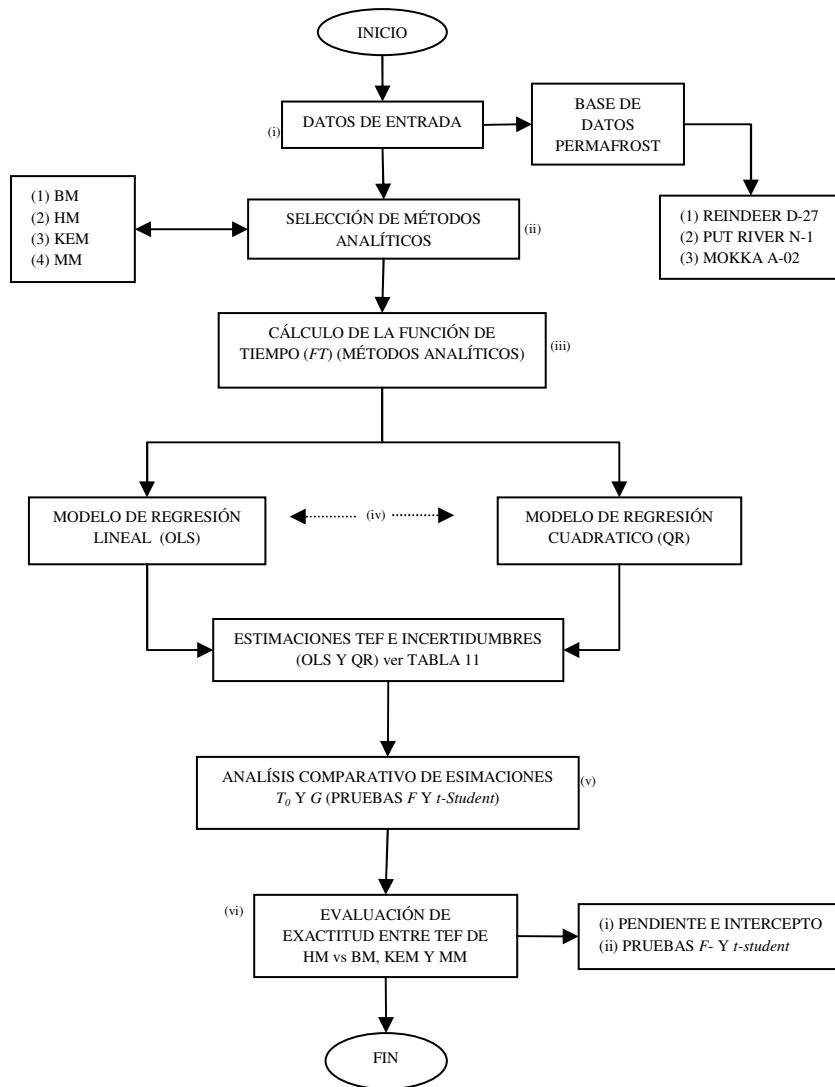 INICIO
(i)
DATOS DE ENTRADA
BASE DE
DATOS
PERMAFROST
(1) BM
(2) HM
(3) KEM
(4) MM
SELECCIÓN DE MÉTODOS
ANALÍTICOS
(ii)
(1) REINDEER D-27
(2) PUT RIVER N-1
(3) MOKKA A-02
CÁLCULO DE LA FUNCIÓN DE
TIEMPO (FT) (MÉTODOS ANALÍTICOS)
(iii)
MODELO DE REGRESIÓN
LINEAL (OLS)
(iv)
MODELO DE REGRESIÓN
CUADRATICO (QR)
ESTIMACIONES TEF E INCERTIDUMBRES
(OLS Y QR) ver TABLA 11
ANALÍSIS COMPARATIVO DE ESIMACIONES
T0 Y G (PRUEBAS F Y t-Student)
(v)
(vi)
EVALUACIÓN DE
EXACTITUD ENTRE TEF DE
HM vs BM, KEM Y MM
(i) PENDIENTE E INTERCEPTO
(ii) PRUEBAS F- Y t-student
FIN